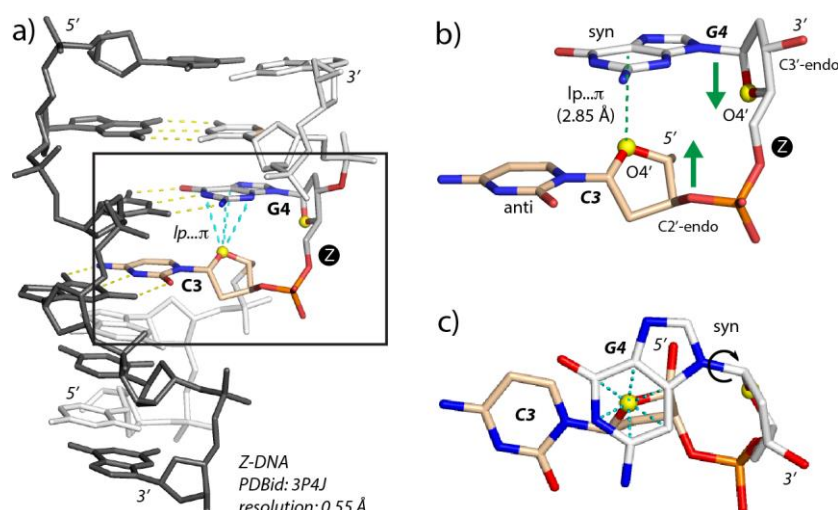 a)
5′
3′
G4
lp...π
Z
C3
5′
3′
Z-DNA
PDBid: 3P4J
resolution: 0.55 Å
b)
syn
G4
3′
C3′-endo
lp...π
(2.85 Å)
O4′
5′
Z
O4′
anti
C3
C2′-endo
c)
syn
G4
5′
C3
3′